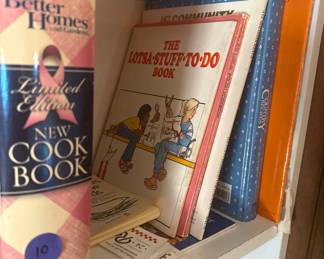 Better Homes
and Gardens
Limited
Edition
NEW
COOK
BOOK
10
COMMUNITY
THE
LOTSA·STUFF·TO·DO
BOOK